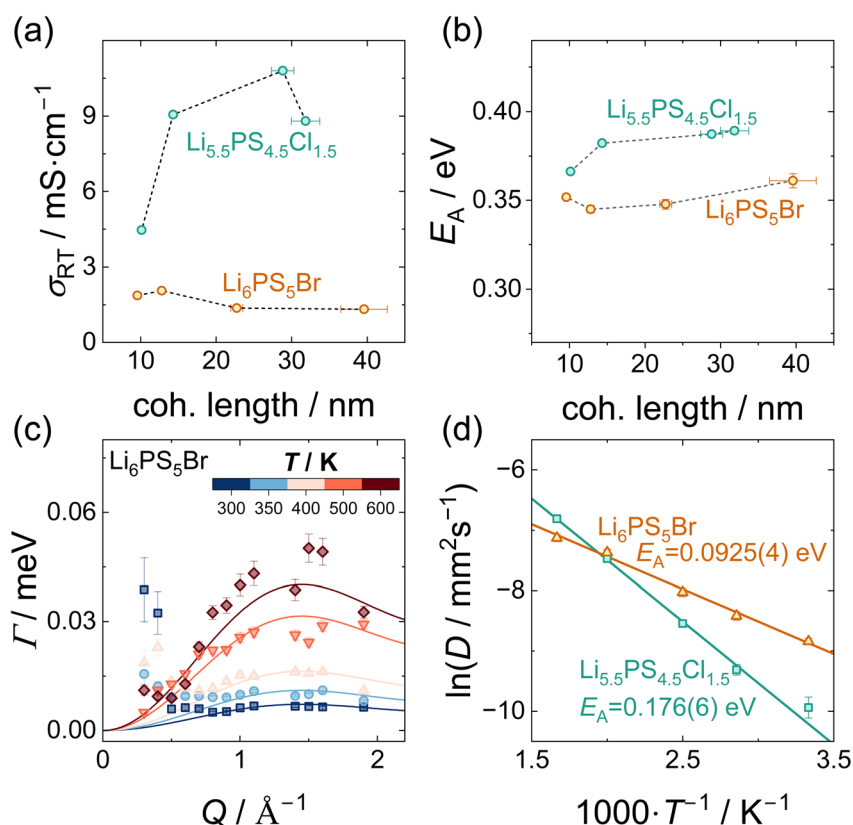 (a)
9
6
3
0
σRT / mS·cm−1
Li5.5PS4.5Cl1.5
Li6PS5Br
10 20 30 40
coh. length / nm
(b)
0.40
0.35
0.30
EA / eV
Li5.5PS4.5Cl1.5
Li6PS5Br
10 20 30 40
coh. length / nm
(c)
Li6PS5Br
T / K
300 350 400 500 600
0.06
0.03
0.00
Γ / meV
0 1 2
Q / Å−1
(d)
−6
−8
−10
ln(D / mm2s−1)
Li6PS5Br
EA=0.0925(4) eV
Li5.5PS4.5Cl1.5
EA=0.176(6) eV
1.5 2.5 3.5
1000·T−1 / K−1